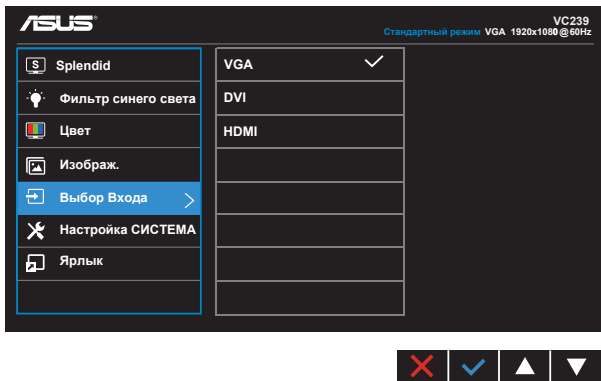 ASUS
VC239
Стандартный режим VGA 1920x1080@60Hz
S Splendid
Фильтр синего света
Цвет
Изображ.
Выбор Входа
Настройка СИСТЕМА
Ярлык
VGA
DVI
HDMI